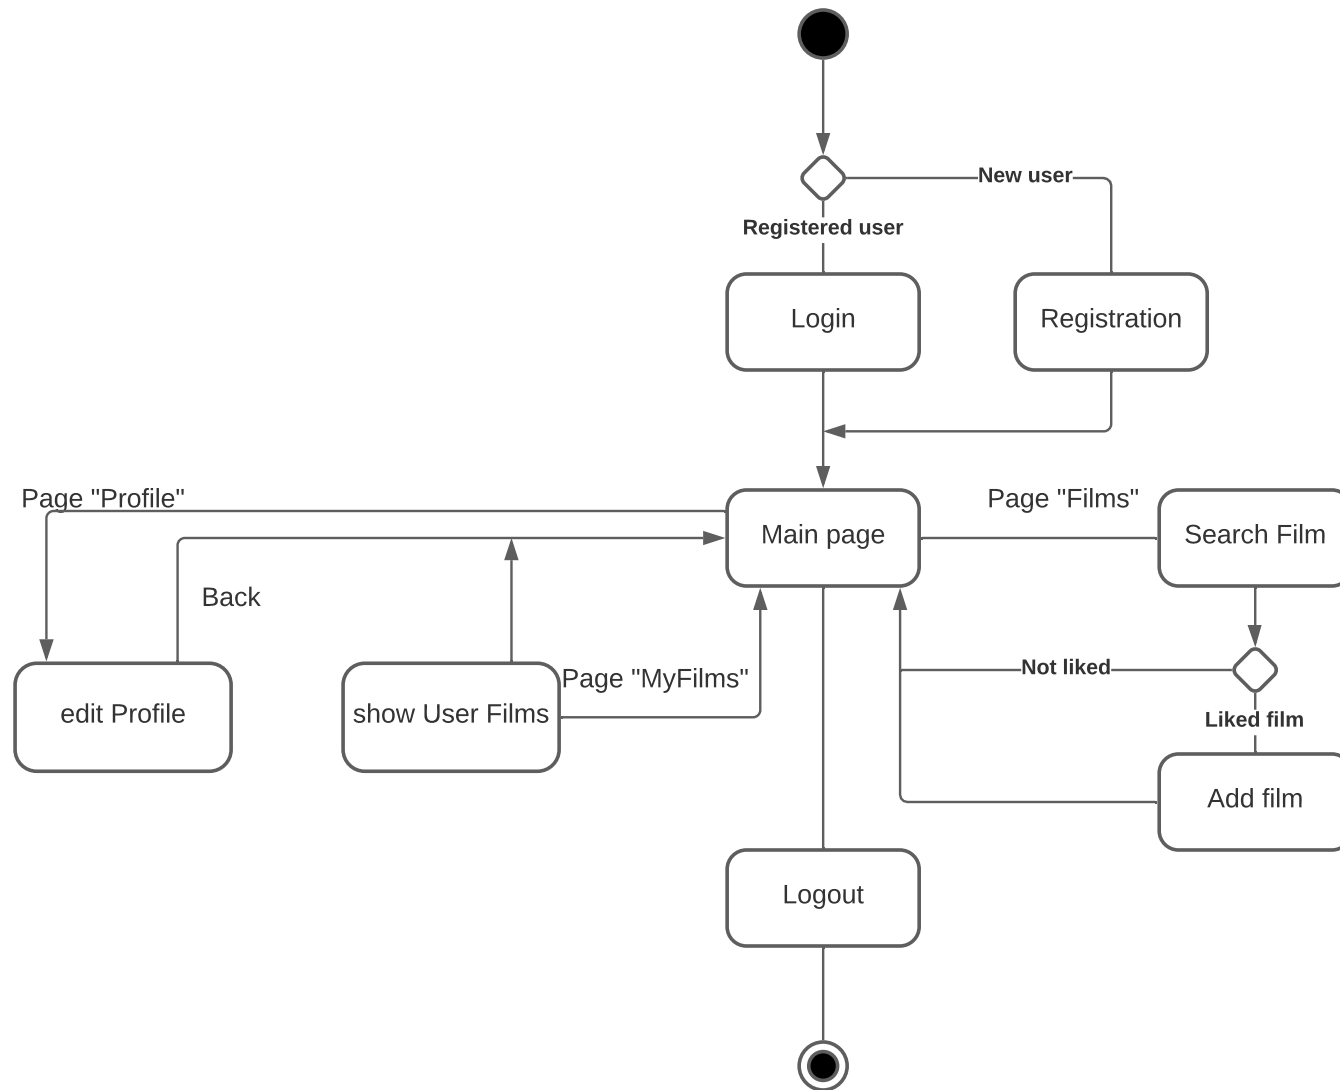 New user
Registered user
Login
Registration
Page "Profile"
Page "Films"
Main page
Search Film
Back
Not liked
Page "MyFilms"
edit Profile
show User Films
Liked film
Add film
Logout